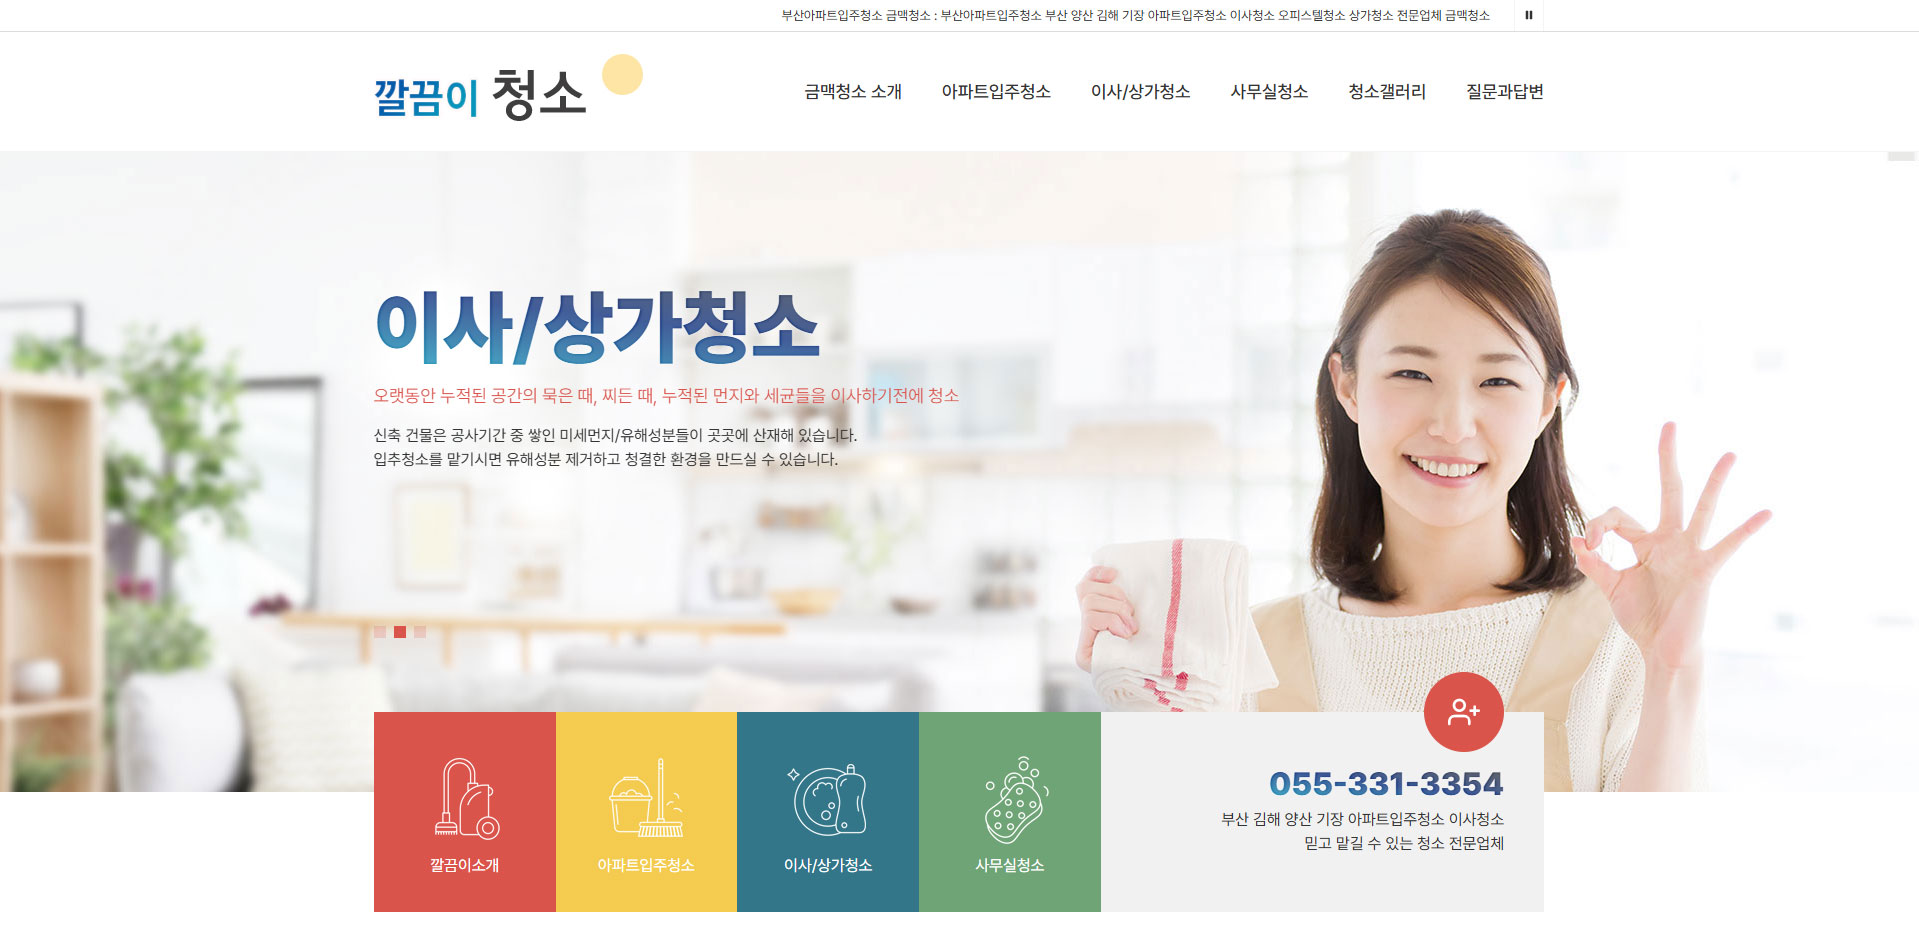 부산아파트입주청소 금맥청소 : 부산아파트입주청소 부산 양산 김해 기장 아파트입주청소 이사청소 오피스텔청소 상가청소 전문업체 금맥청소
깔끔이 청소
금맥청소 소개
아파트입주청소
이사/상가청소
사무실청소
청소갤러리
질문과답변
이사/상가청소
오랫동안 누적된 공간의 묵은 때, 찌든 때, 누적된 먼지와 세균들을 이사하기전에 청소
신축 건물은 공사기간 중 쌓인 미세먼지/유해성분들이 곳곳에 산재해 있습니다.
입추청소를 맡기시면 유해성분 제거하고 청결한 환경을 만드실 수 있습니다.
깔끔이소개
아파트입주청소
이사/상가청소
사무실청소
055-331-3354
부산 김해 양산 기장 아파트입주청소 이사청소
믿고 맡길 수 있는 청소 전문업체